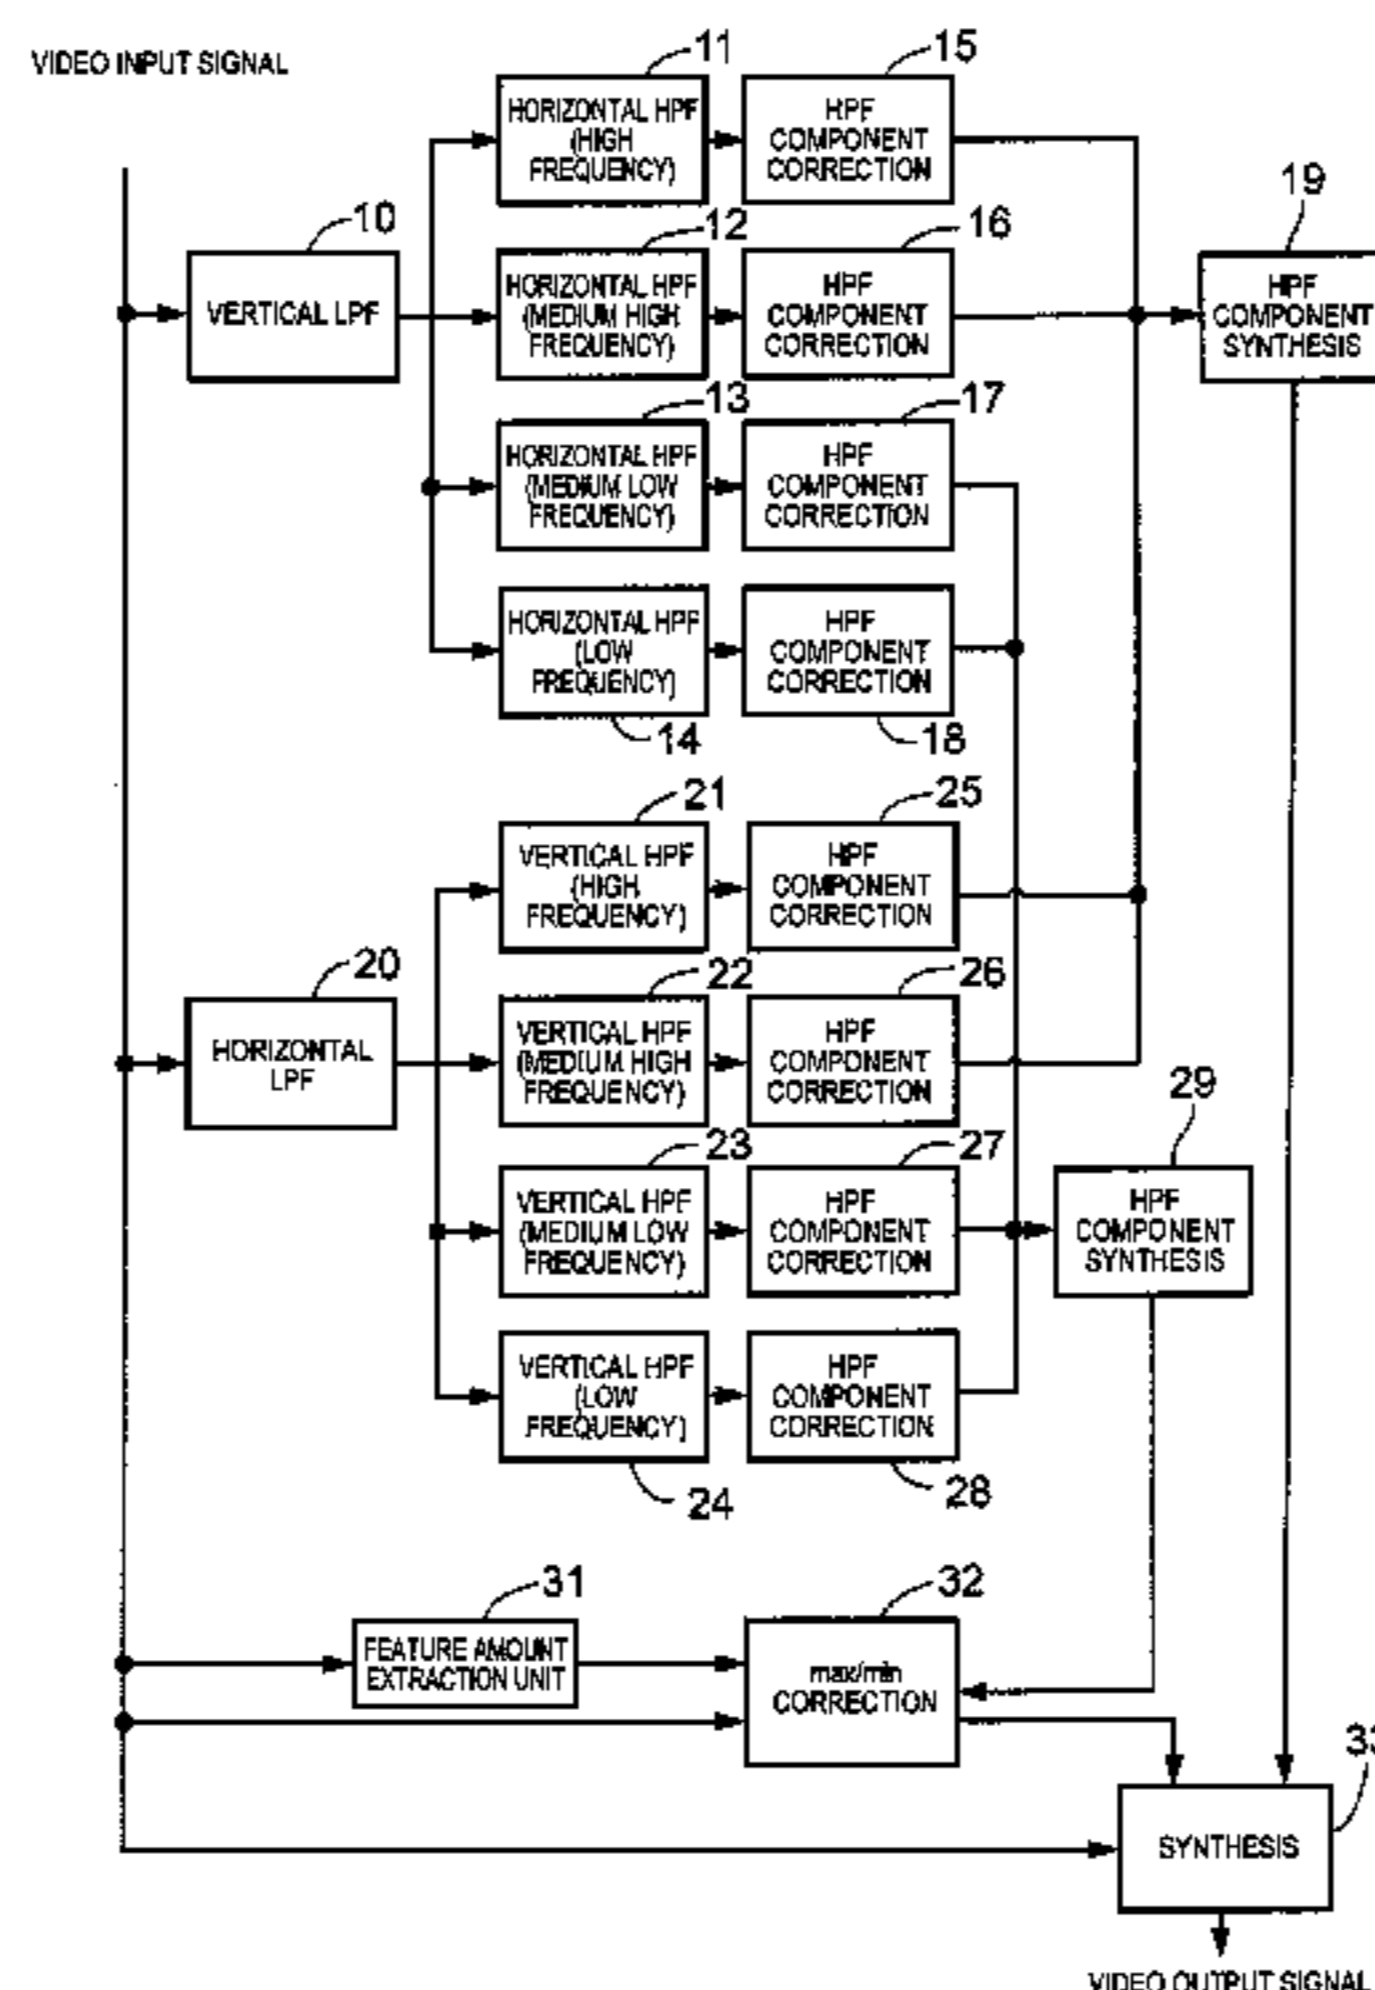 VIDEO INPUT SIGNAL
11
15
HORIZONTAL HPF
(HIGH
FREQUENCY)
HPF
COMPONENT
CORRECTION
19
10
12
16
VERTICAL LPF
HORIZONTAL HPF
(MEDIUM HIGH
FREQUENCY)
HPF
COMPONENT
CORRECTION
HPF
COMPONENT
SYNTHESIS
13
17
HORIZONTAL HPF
(MEDIUM LOW
FREQUENCY)
HPF
COMPONENT
CORRECTION
HORIZONTAL HPF
(LOW
FREQUENCY)
HPF
COMPONENT
CORRECTION
14
18
21
25
VERTICAL HPF
(HIGH
FREQUENCY)
HPF
COMPONENT
CORRECTION
20
22
26
HORIZONTAL
LPF
VERTICAL HPF
(MEDIUM HIGH
FREQUENCY)
HPF
COMPONENT
CORRECTION
29
23
27
VERTICAL HPF
(MEDIUM LOW
FREQUENCY)
HPF
COMPONENT
CORRECTION
HPF
COMPONENT
SYNTHESIS
VERTICAL HPF
(LOW
FREQUENCY)
HPF
COMPONENT
CORRECTION
24
28
31
32
FEATURE AMOUNT
EXTRACTION UNIT
max/min
CORRECTION
SYNTHESIS
VIDEO OUTPUT SIGNAL